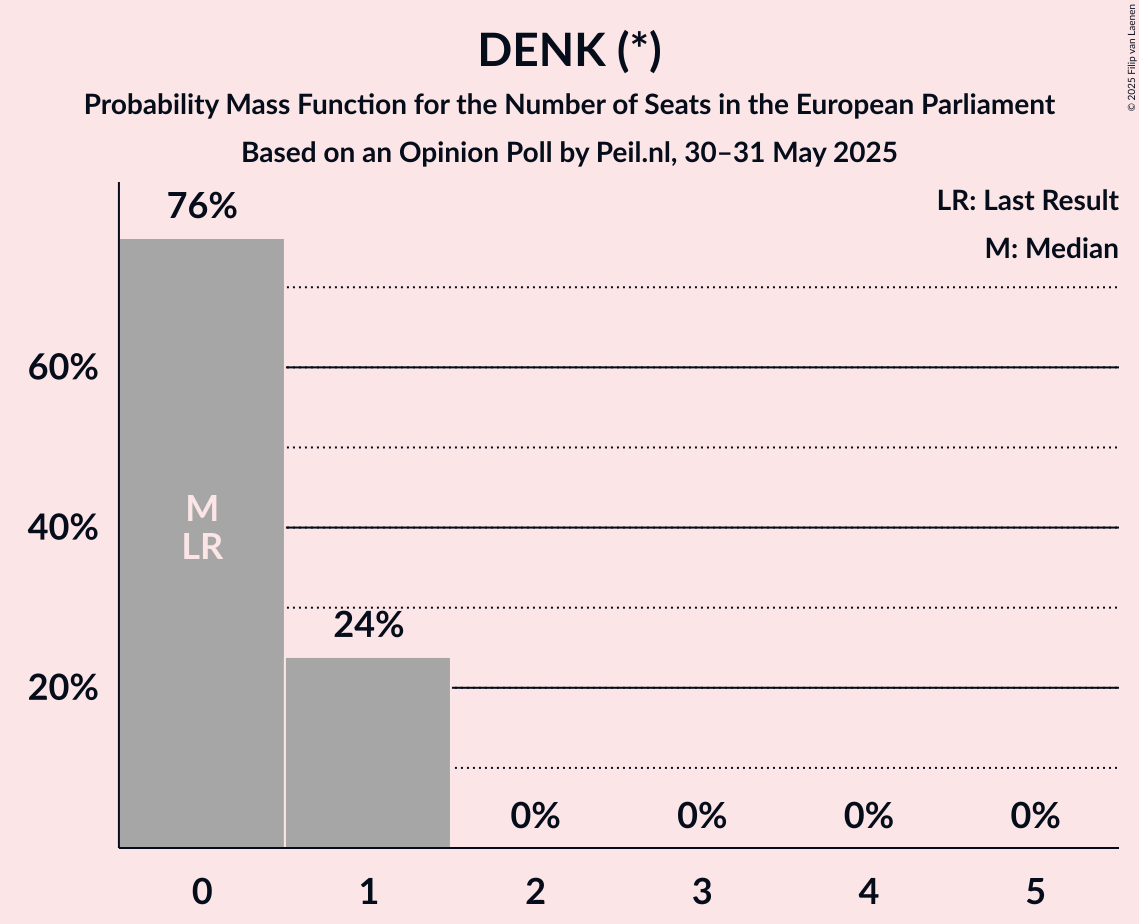 DENK (*)
Probability Mass Function for the Number of Seats in the European Parliament
Based on an Opinion Poll by Peil.nl, 30–31 May 2025
© 2025 Filip van Laenen
LR: Last Result
M: Median
76%
60%
40%
20%
M
LR
24%
0%
0%
0%
0%
0
1
2
3
4
5